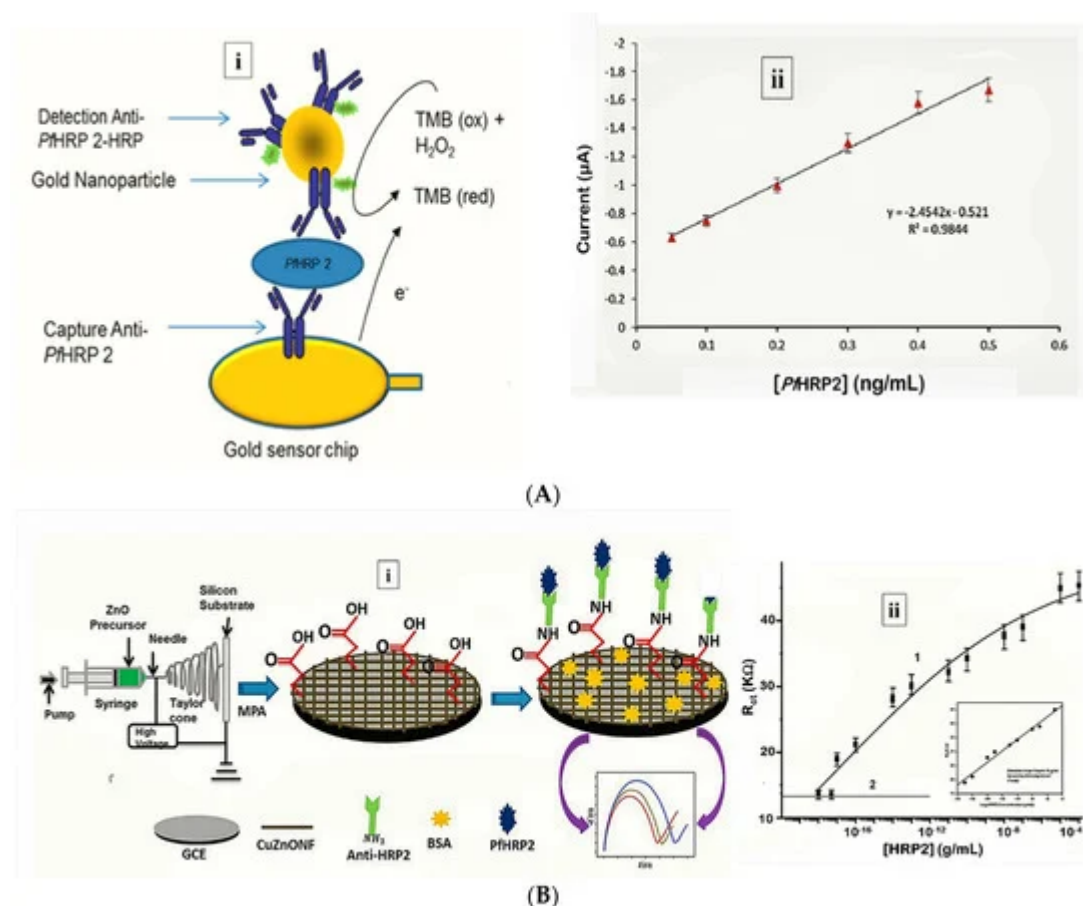 i
Detection Anti-
PfHRP 2-HRP
Gold Nanoparticle
TMB (ox) +
H₂O₂
TMB (red)
PfHRP 2
e⁻
Capture Anti-
PfHRP 2
Gold sensor chip
ii
Current (µA)
-2
-1.8
-1.6
-1.4
-1.2
-1
-0.8
-0.6
-0.4
-0.2
0
y = -2.4542x - 0.521
R² = 0.9844
0 0.1 0.2 0.3 0.4 0.5 0.6
[PfHRP2] (ng/mL)
(A)
i
ZnO
Precursor
Needle
Silicon
Substrate
Pump
Syringe
Taylor
cone
High
Voltage
MPA
O OH
O OH
O OH
O OH
O NH
O NH
O NH
O NH
GCE
CuZnONF
NH₂
Anti-HRP2
BSA
PfHRP2
ii
Rct (KΩ)
40
30
20
10
1
2
10⁻¹⁶ 10⁻¹² 10⁻⁸ 10⁻⁴
[HRP2] (g/mL)
(B)